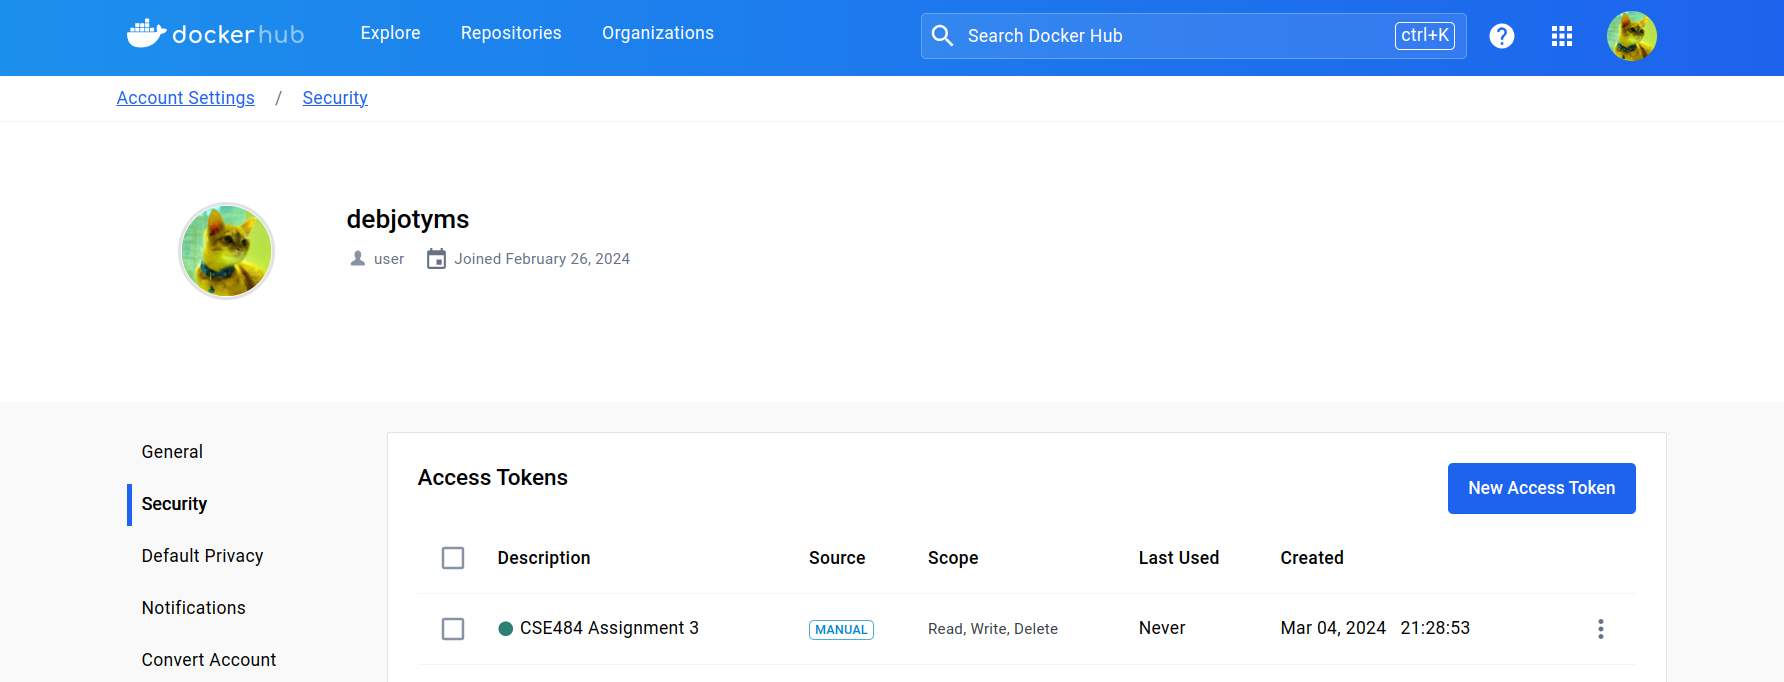 dockerhub Explore Repositories Organizations Search Docker Hub ctrl+K ?
Account Settings / Security
debjotyms
user Joined February 26, 2024
General
Security
Default Privacy
Notifications
Convert Account
Access Tokens New Access Token
Description Source Scope Last Used Created
CSE484 Assignment 3 MANUAL Read, Write, Delete Never Mar 04, 2024 21:28:53